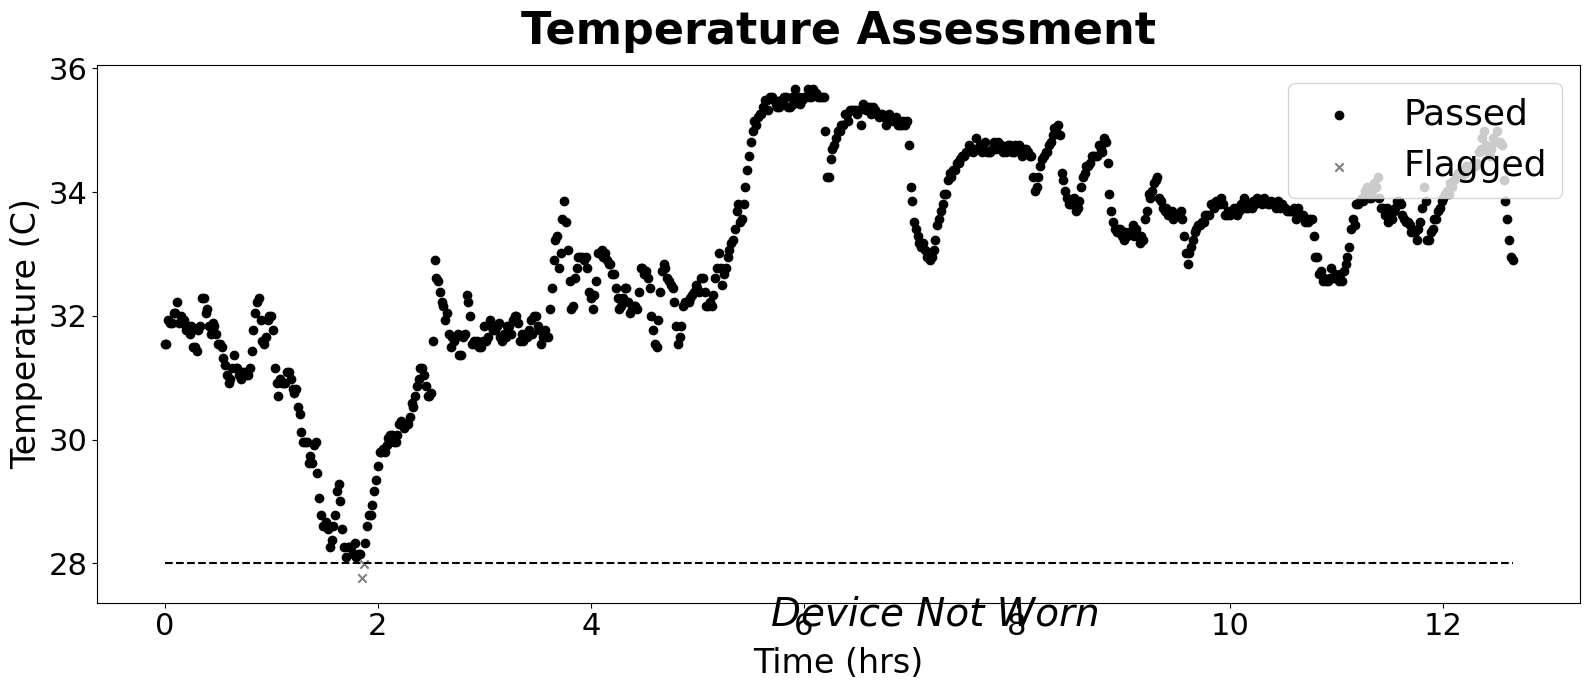 Temperature Assessment
36
34
32
30
28
Temperature (C)
Passed
Flagged
Device Not Worn
0 2 4 6 8 10 12
Time (hrs)